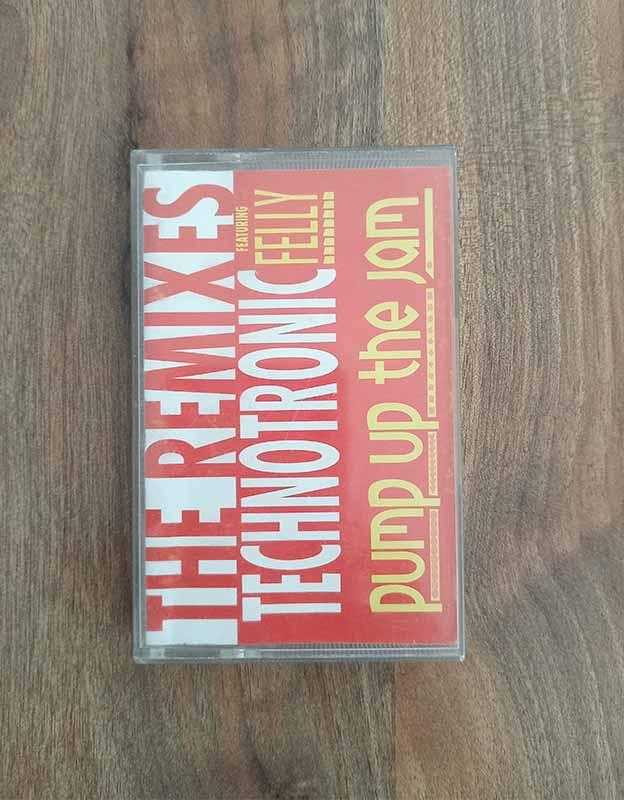 THE REMIXES
TECHNOTRONIC
FEATURING
FELLY
pump up the jam